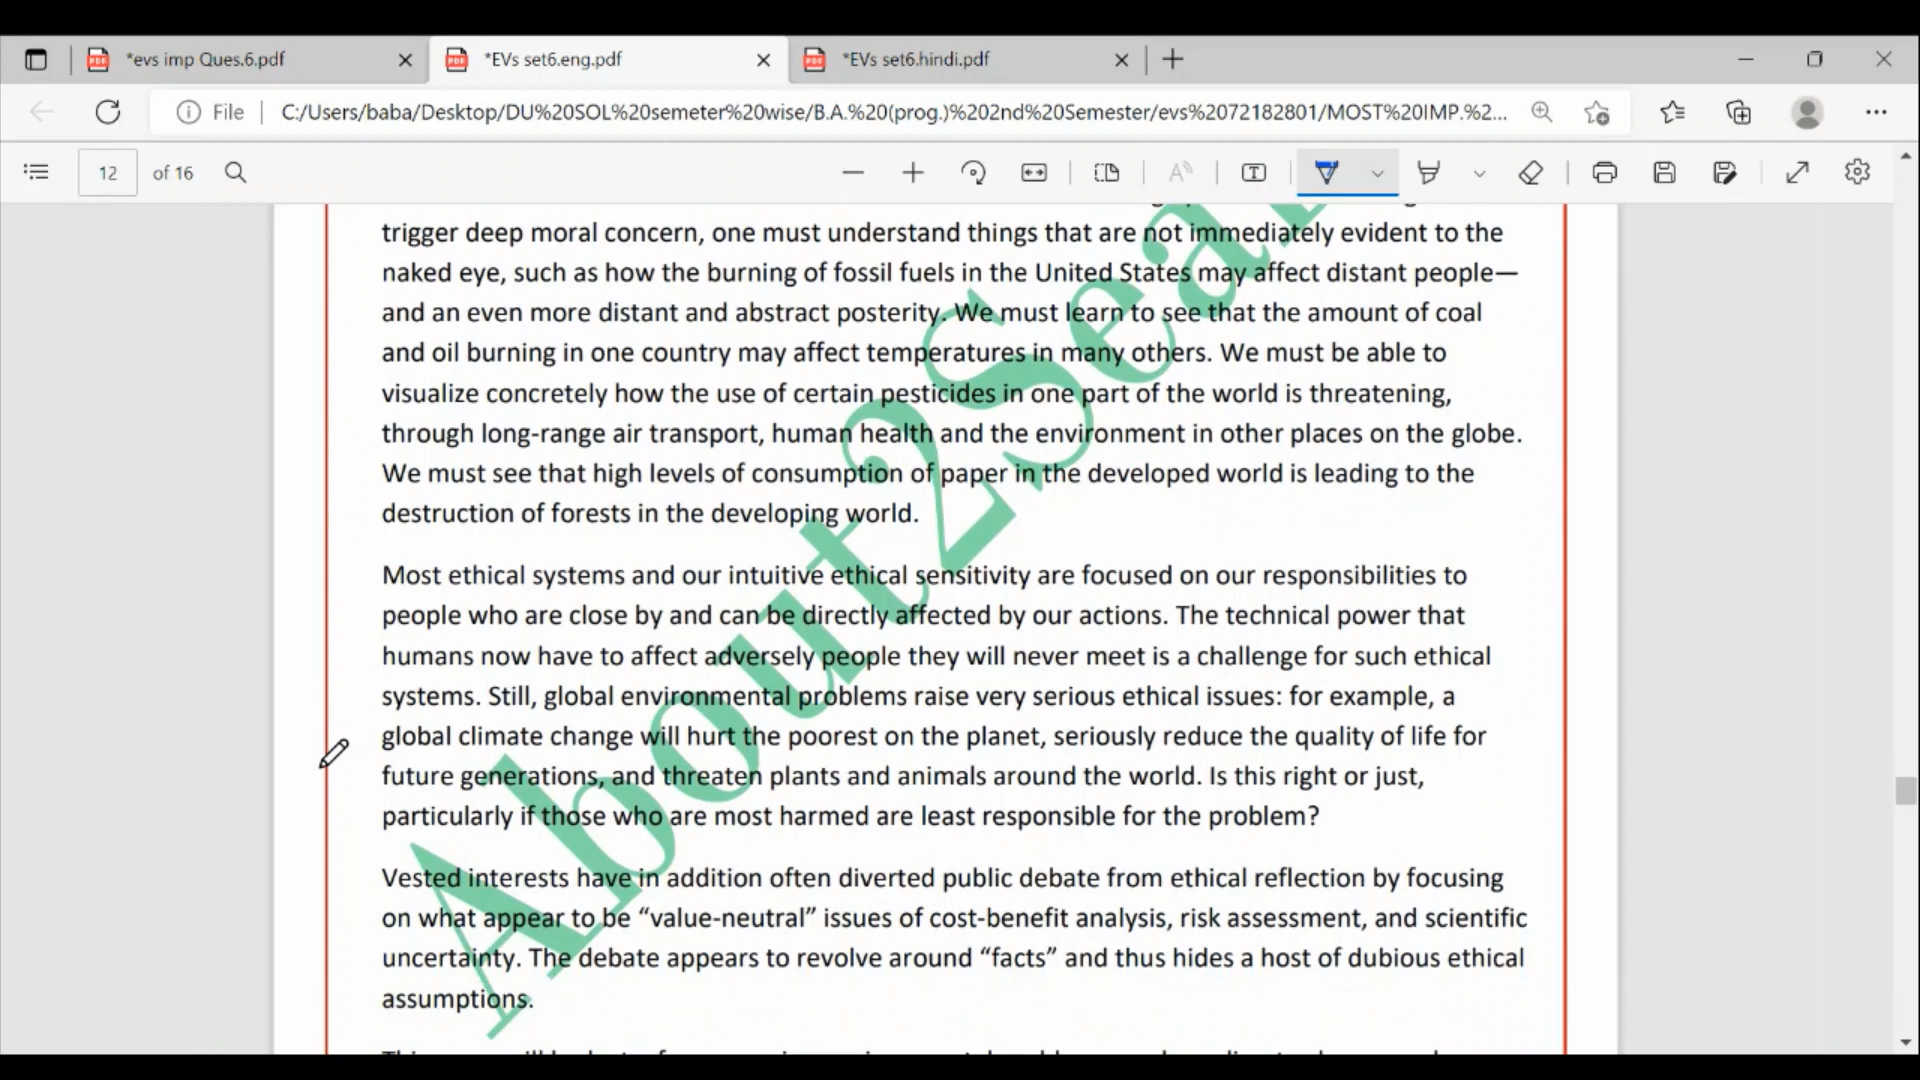 *evs imp Ques.6.pdf
*EVs set6.eng.pdf
*EVs set6.hindi.pdf
File
C:/Users/baba/Desktop/DU%20SOL%20semeter%20wise/B.A.%20(prog.)%202nd%20Semester/evs%2072182801/MOST%20IMP.%2...
12 of 16
trigger deep moral concern, one must understand things that are not immediately evident to the
naked eye, such as how the burning of fossil fuels in the United States may affect distant people—
and an even more distant and abstract posterity. We must learn to see that the amount of coal
and oil burning in one country may affect temperatures in many others. We must be able to
visualize concretely how the use of certain pesticides in one part of the world is threatening,
through long-range air transport, human health and the environment in other places on the globe.
We must see that high levels of consumption of paper in the developed world is leading to the
destruction of forests in the developing world.
Most ethical systems and our intuitive ethical sensitivity are focused on our responsibilities to
people who are close by and can be directly affected by our actions. The technical power that
humans now have to affect adversely people they will never meet is a challenge for such ethical
systems. Still, global environmental problems raise very serious ethical issues: for example, a
global climate change will hurt the poorest on the planet, seriously reduce the quality of life for
future generations, and threaten plants and animals around the world. Is this right or just,
particularly if those who are most harmed are least responsible for the problem?
Vested interests have in addition often diverted public debate from ethical reflection by focusing
on what appear to be “value-neutral” issues of cost-benefit analysis, risk assessment, and scientific
uncertainty. The debate appears to revolve around “facts” and thus hides a host of dubious ethical
assumptions.
About2Sea